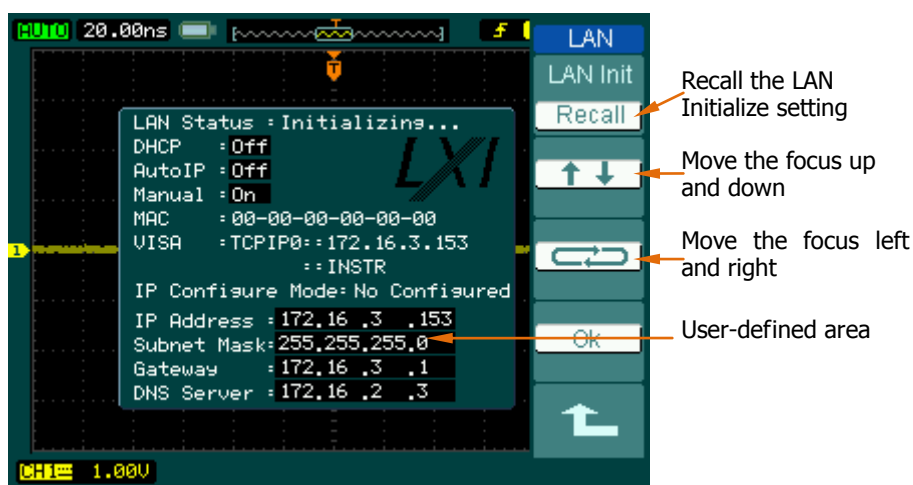 AUTO 20.00ns
T
LAN
LAN Init
Recall
T
LAN Status :Initializing...
DHCP :Off
AutoIP :Off
Manual :On
MAC :00-00-00-00-00-00
VISA :TCPIP0::172.16.3.153
::INSTR
IP Configure Mode:No Configured
IP Address :172.16 .3 .153
Subnet Mask:255.255.255.0
Gateway :172.16 .3 .1
DNS Server :172.16 .2 .3
LXI
1
Ok
CH1 1.00V
Recall the LAN
Initialize setting
Move the focus up
and down
Move the focus left
and right
User-defined area